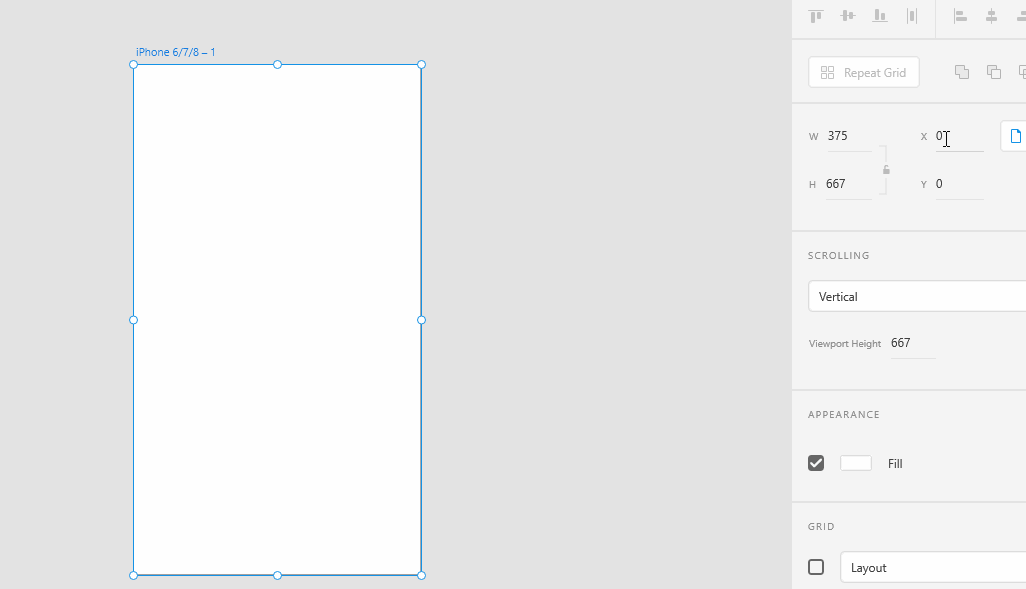 iPhone 6/7/8 – 1
Repeat Grid
W 375 X 0
H 667 Y 0
SCROLLING
Vertical
Viewport Height 667
APPEARANCE
Fill
GRID
Layout